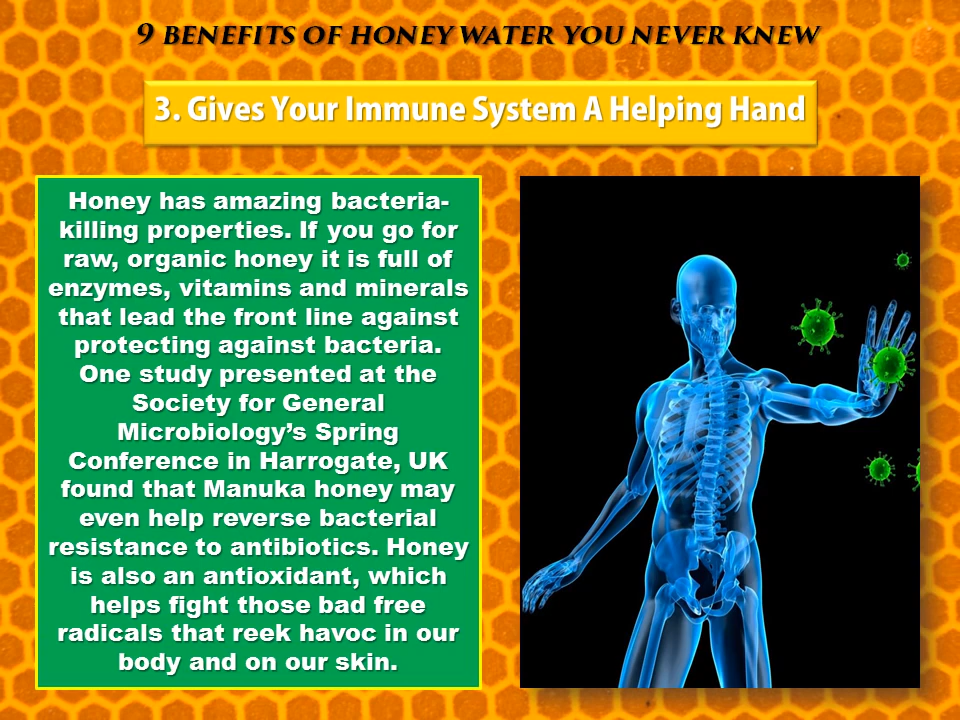 9 BENEFITS OF HONEY WATER YOU NEVER KNEW
3. Gives Your Immune System A Helping Hand
Honey has amazing bacteria-
killing properties. If you go for
raw, organic honey it is full of
enzymes, vitamins and minerals
that lead the front line against
protecting against bacteria.
One study presented at the
Society for General
Microbiology’s Spring
Conference in Harrogate, UK
found that Manuka honey may
even help reverse bacterial
resistance to antibiotics. Honey
is also an antioxidant, which
helps fight those bad free
radicals that reek havoc in our
body and on our skin.